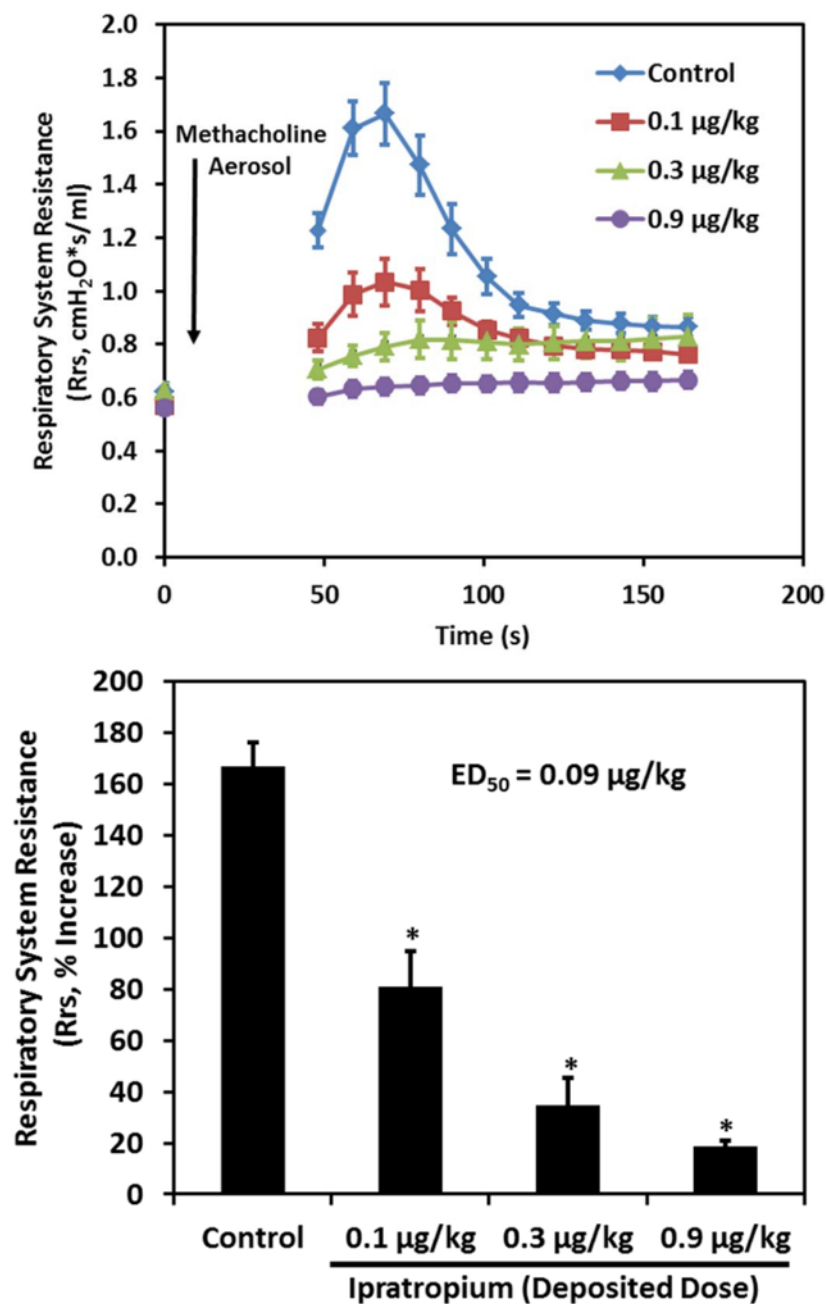 2.0
1.8
1.6
1.4
1.2
1.0
0.8
0.6
0.4
0.2
0.0
Respiratory System Resistance
(Rrs, cmH₂O*s/ml)
Methacholine
Aerosol
Control
0.1 µg/kg
0.3 µg/kg
0.9 µg/kg
0 50 100 150 200
Time (s)
200
180
160
140
120
100
80
60
40
20
0
Respiratory System Resistance
(Rrs, % Increase)
ED₅₀ = 0.09 µg/kg
*
*
*
Control 0.1 µg/kg 0.3 µg/kg 0.9 µg/kg
Ipratropium (Deposited Dose)